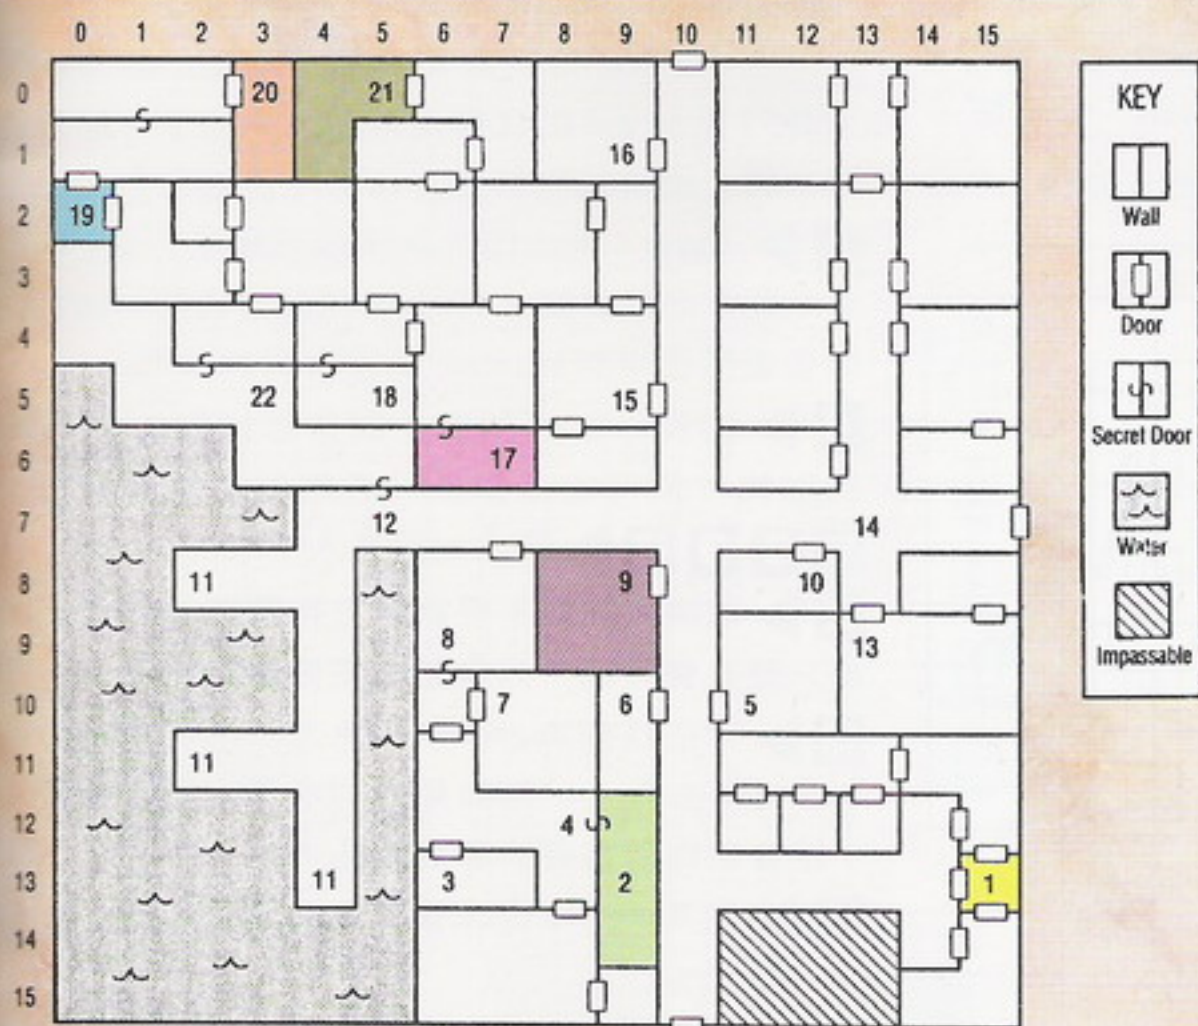 0 1 2 3 4 5 6 7 8 9 10 11 12 13 14 15
0 20 21
1 16
2 19
3
4
5 22 18 15
6 17
7 12 14
8 11 9 10
9 8 13
10 7 6 5
11 11
12 4
13 11 3 2 1
14
15
KEY
Wall
Door
Secret Door
Water
Impassable